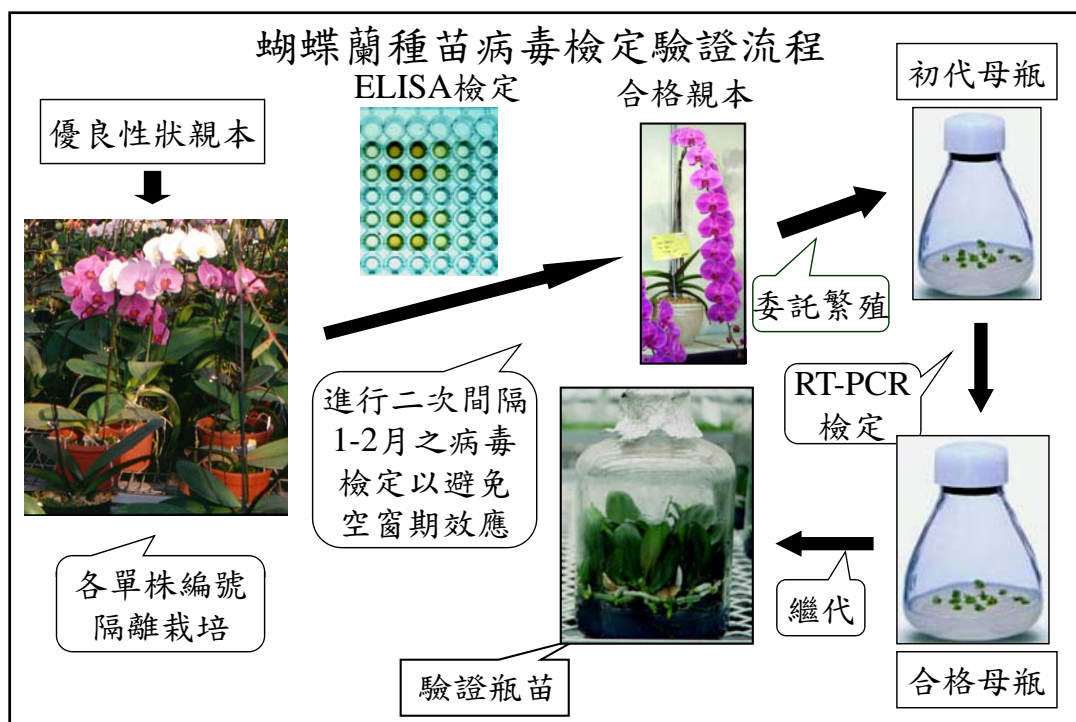 蝴蝶蘭種苗病毒檢定驗證流程
優良性狀親本
各單株編號
隔離栽培
ELISA檢定
進行二次間隔
1-2月之病毒
檢定以避免
空窗期效應
合格親本
委託繁殖
初代母瓶
RT-PCR
檢定
合格母瓶
繼代
驗證瓶苗